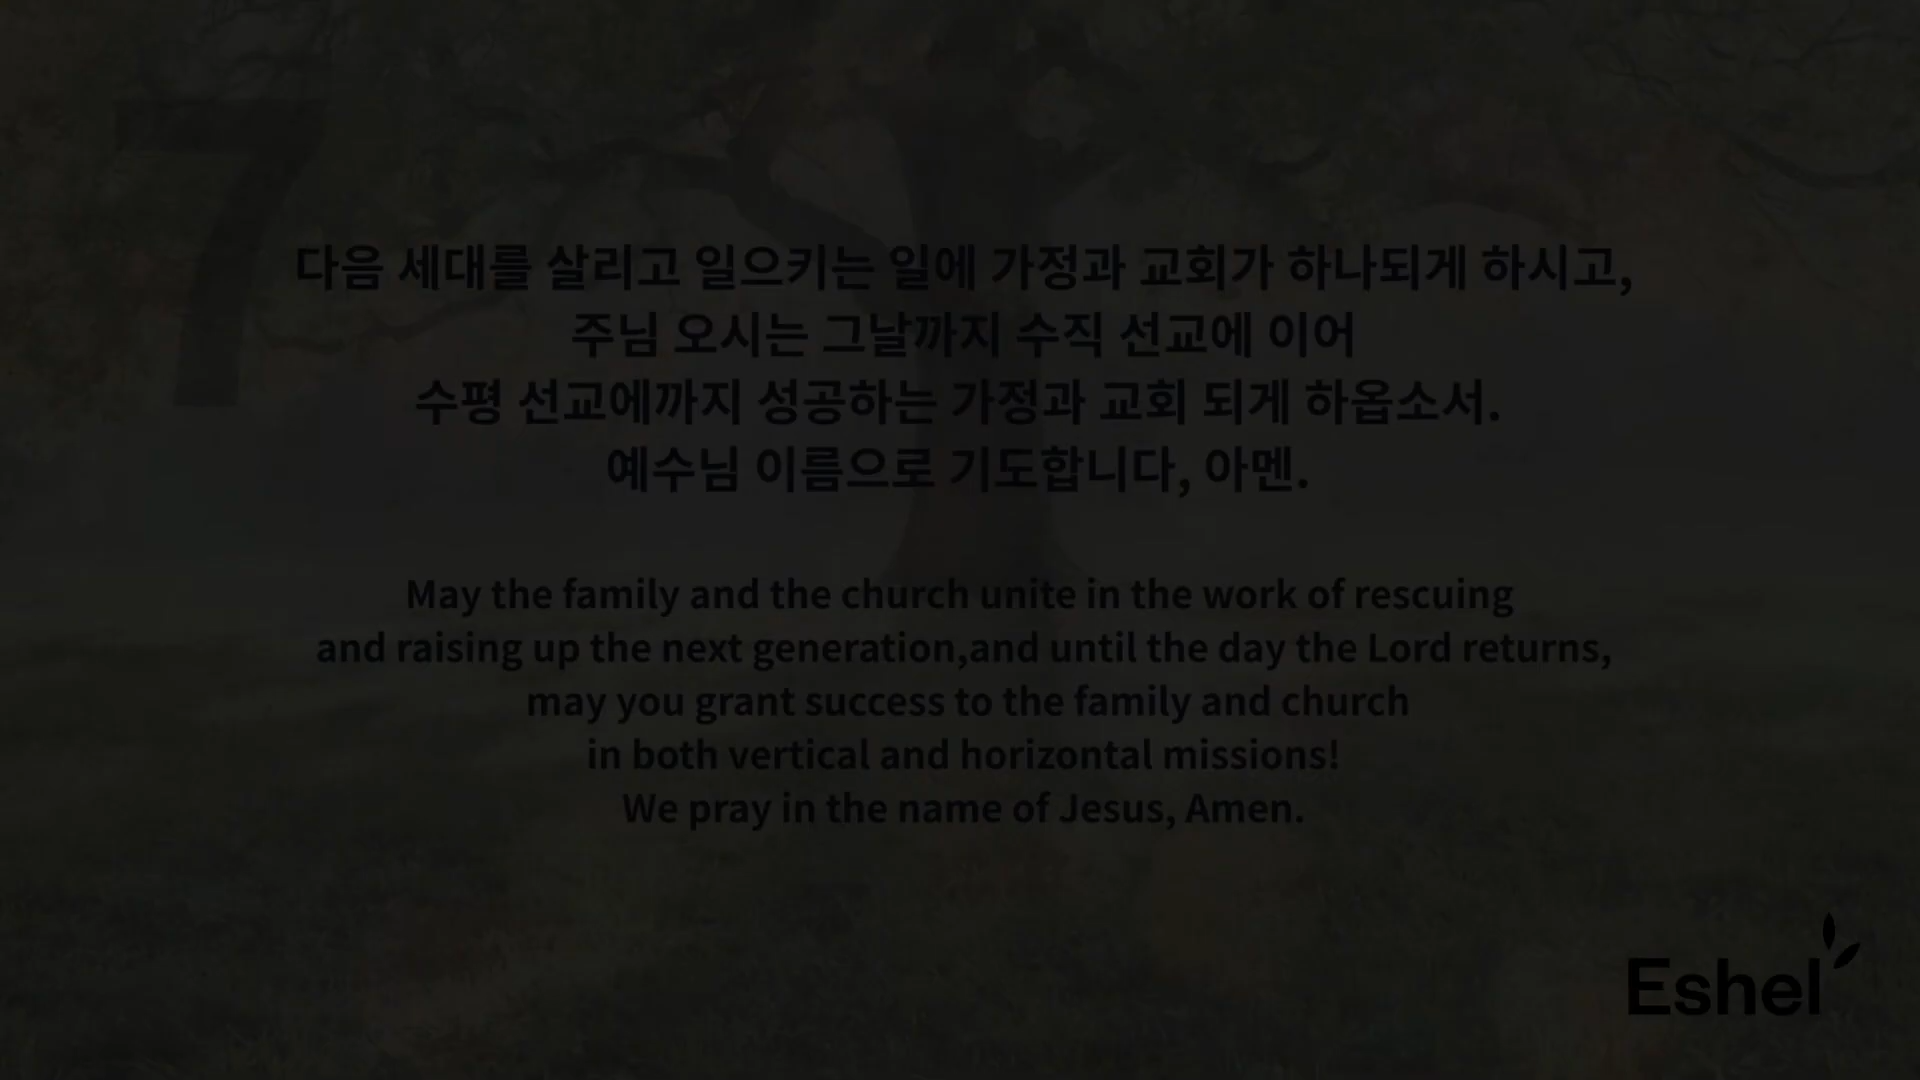 7
다음 세대를 살리고 일으키는 일에 가정과 교회가 하나되게 하시고,
주님 오시는 그날까지 수직 선교에 이어
수평 선교에까지 성공하는 가정과 교회 되게 하옵소서.
예수님 이름으로 기도합니다, 아멘.
May the family and the church unite in the work of rescuing
and raising up the next generation,and until the day the Lord returns,
may you grant success to the family and church
in both vertical and horizontal missions!
We pray in the name of Jesus, Amen.
Eshel